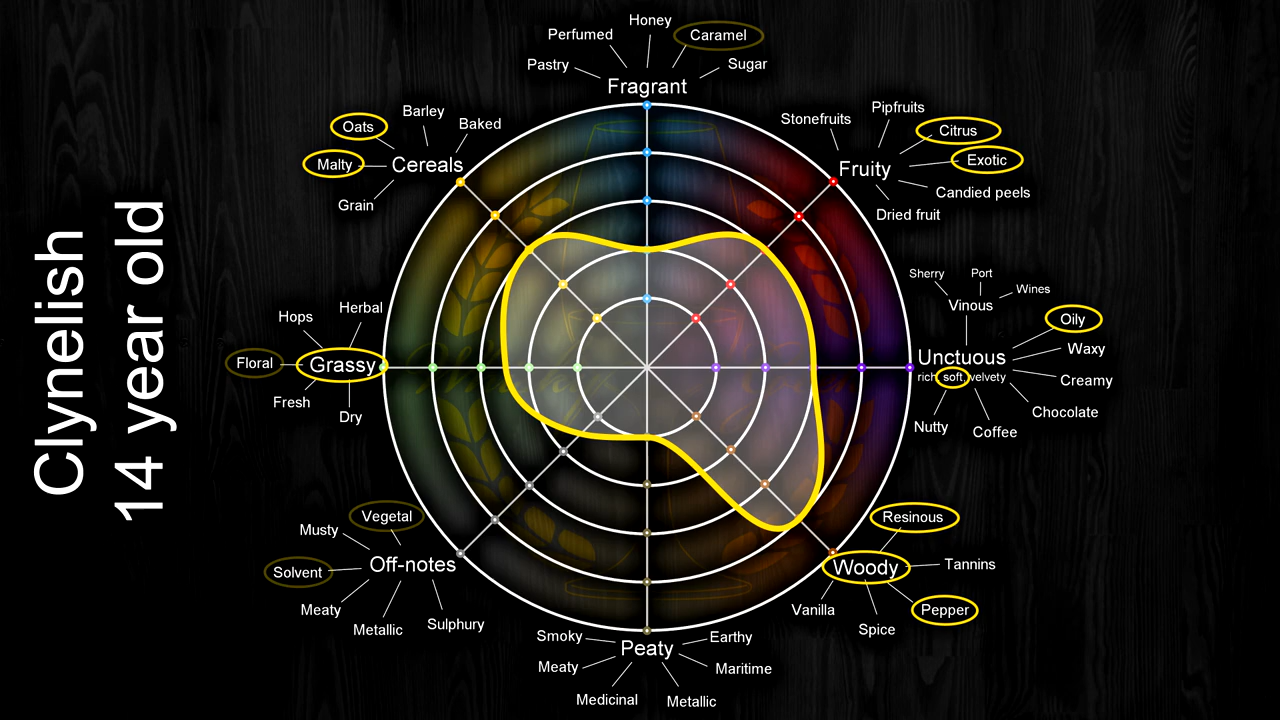 Clynelish
14 year old
Honey
Perfumed
Caramel
Pastry
Sugar
Fragrant
Pipfruits
Stonefruits
Citrus
Exotic
Fruity
Candied peels
Dried fruit
Barley
Oats
Baked
Malty
Cereals
Grain
Sherry
Port
Wines
Vinous
Oily
Waxy
Unctuous
rich, soft, velvety
Creamy
Chocolate
Nutty
Coffee
Herbal
Hops
Floral
Grassy
Fresh
Dry
Vegetal
Musty
Off-notes
Solvent
Meaty
Metallic
Sulphury
Resinous
Woody
Tannins
Vanilla
Pepper
Spice
Smoky
Earthy
Peaty
Meaty
Maritime
Medicinal
Metallic